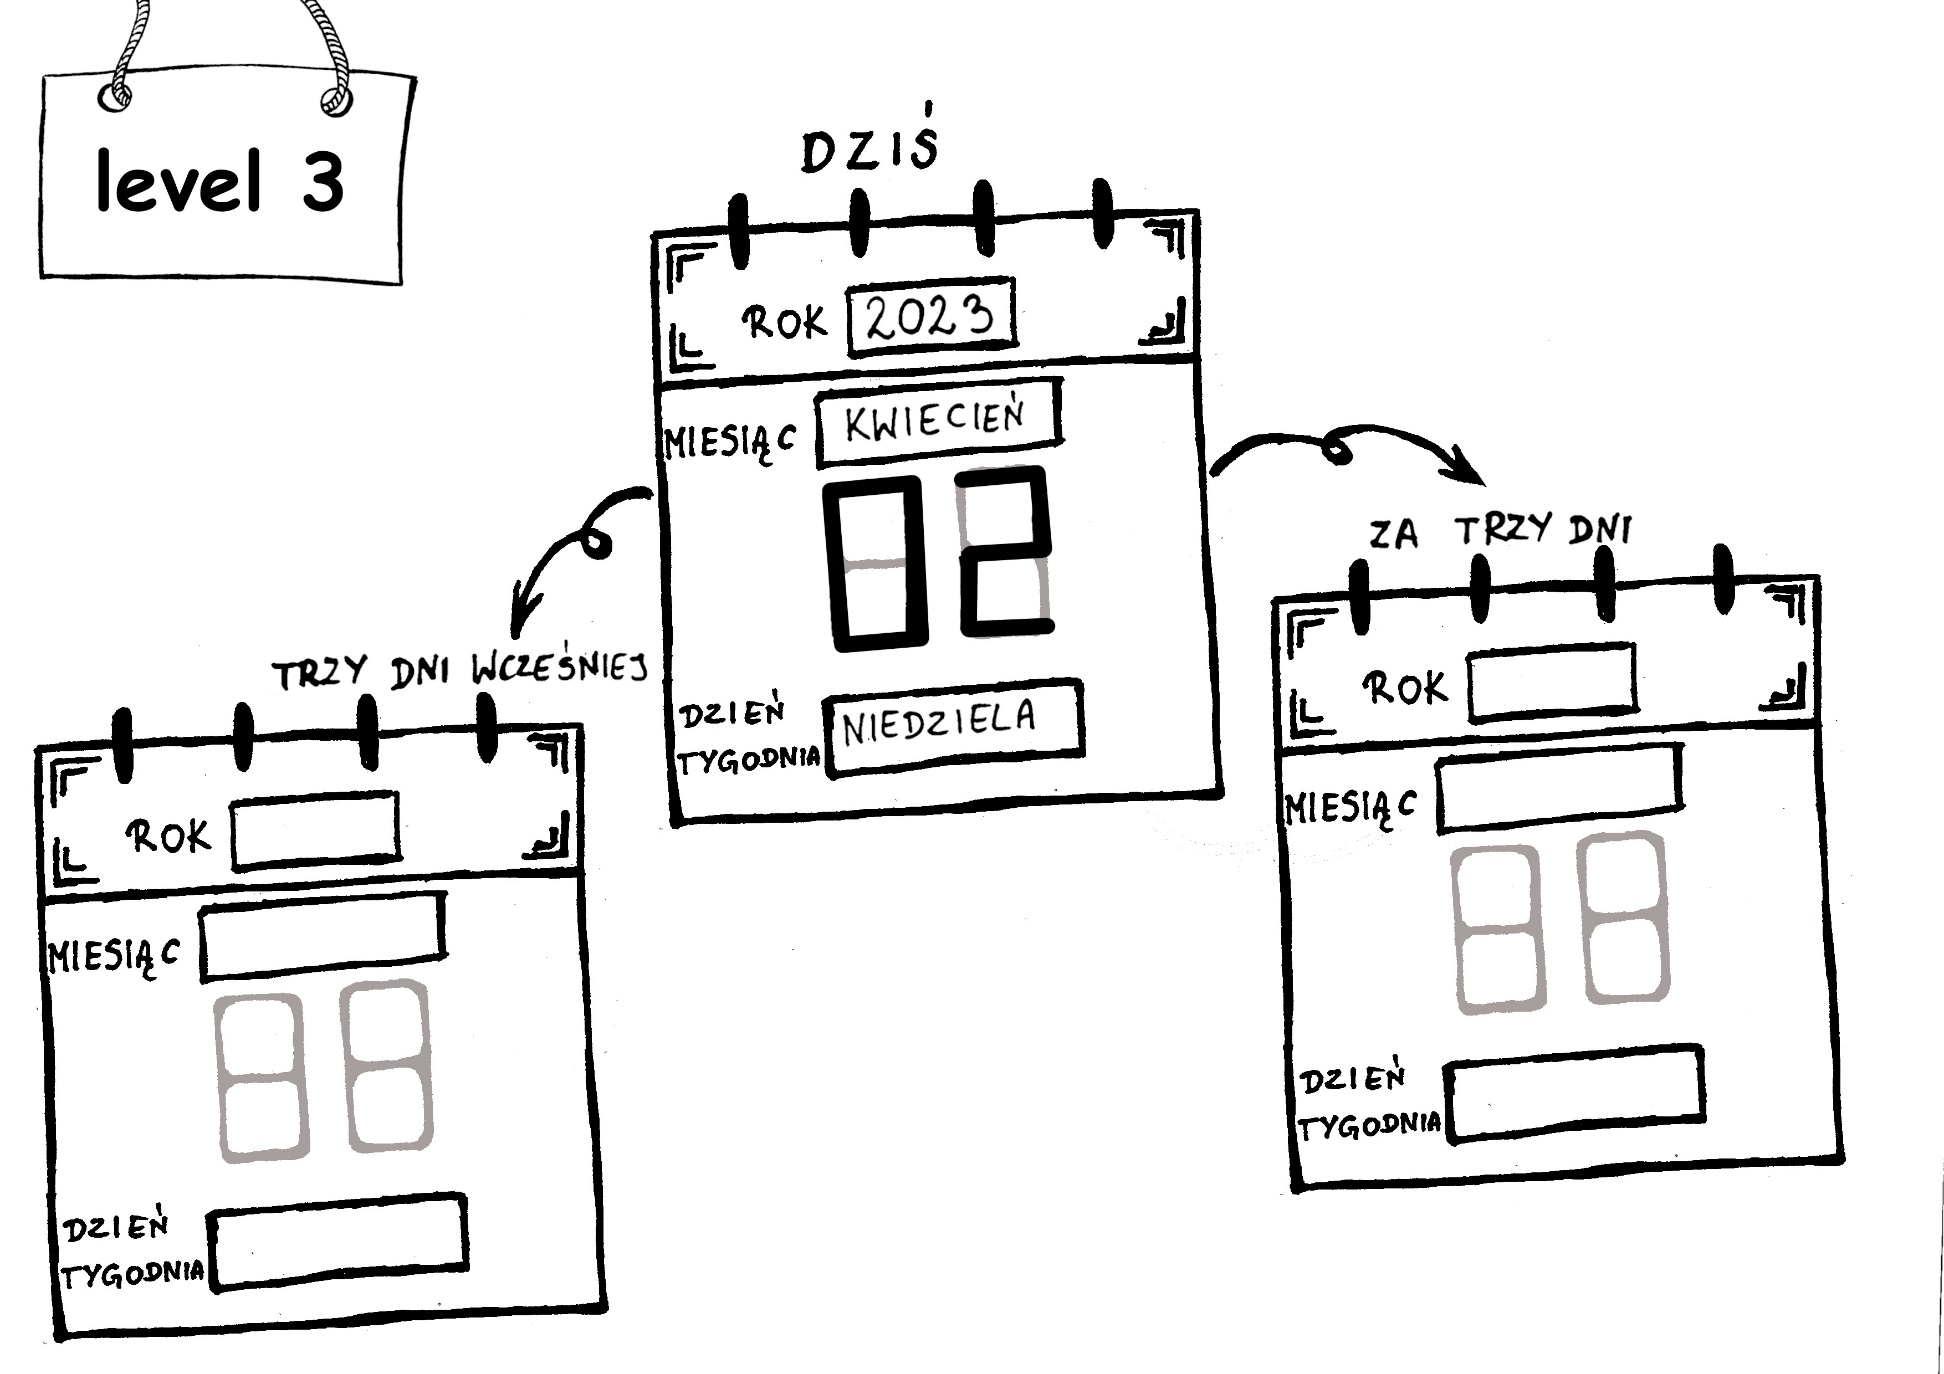 level 3
DZIŚ
ROK 2023
MIESIĄC KWIECIEŃ
02
DZIEŃ
TYGODNIA NIEDZIELA
TRZY DNI WCZEŚNIEJ
ROK
MIESIĄC
DZIEŃ
TYGODNIA
ZA TRZY DNI
ROK
MIESIĄC
DZIEŃ
TYGODNIA